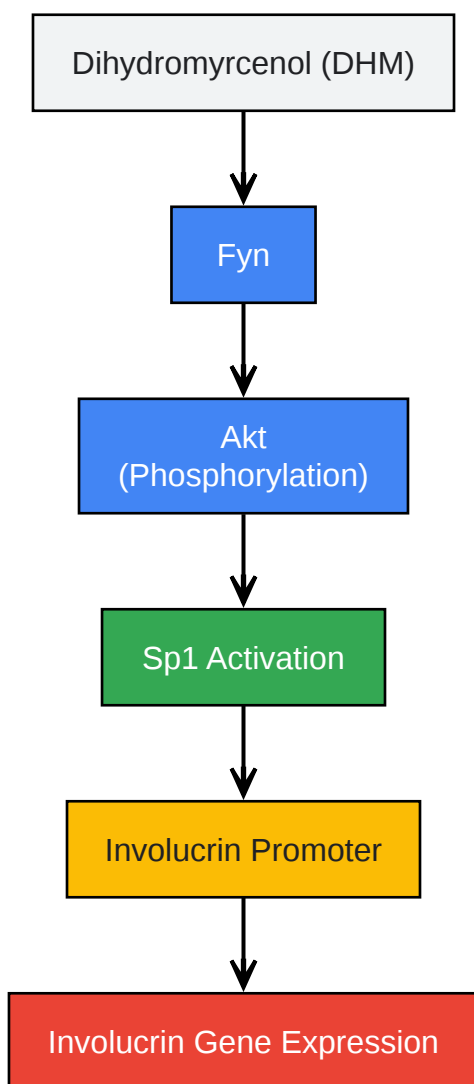 Dihydromyrcenol (DHM)
Fyn
Akt
(Phosphorylation)
Sp1 Activation
Involucrin Promoter
Involucrin Gene Expression